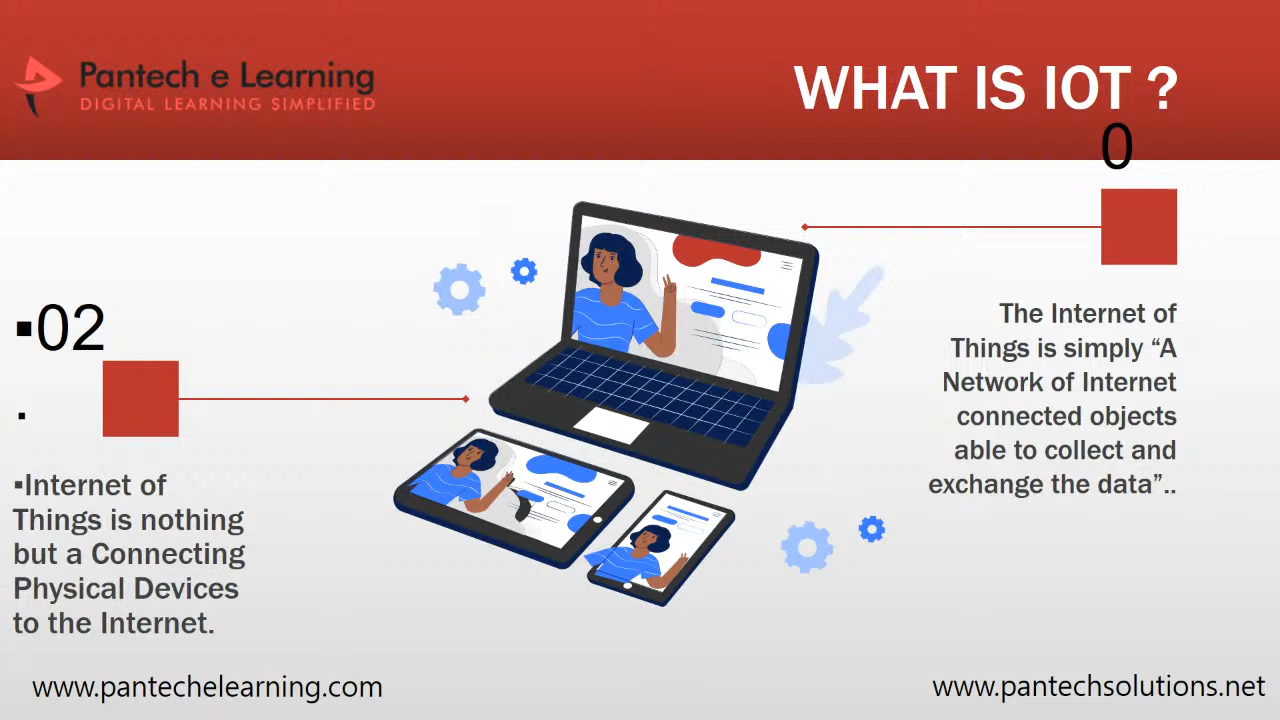 Pantech e Learning
DIGITAL LEARNING SIMPLIFIED
WHAT IS IOT ?
0
The Internet of
Things is simply “A
Network of Internet
connected objects
able to collect and
exchange the data”..
▪02
.
▪Internet of
Things is nothing
but a Connecting
Physical Devices
to the Internet.
www.pantechelearning.com
www.pantechsolutions.net